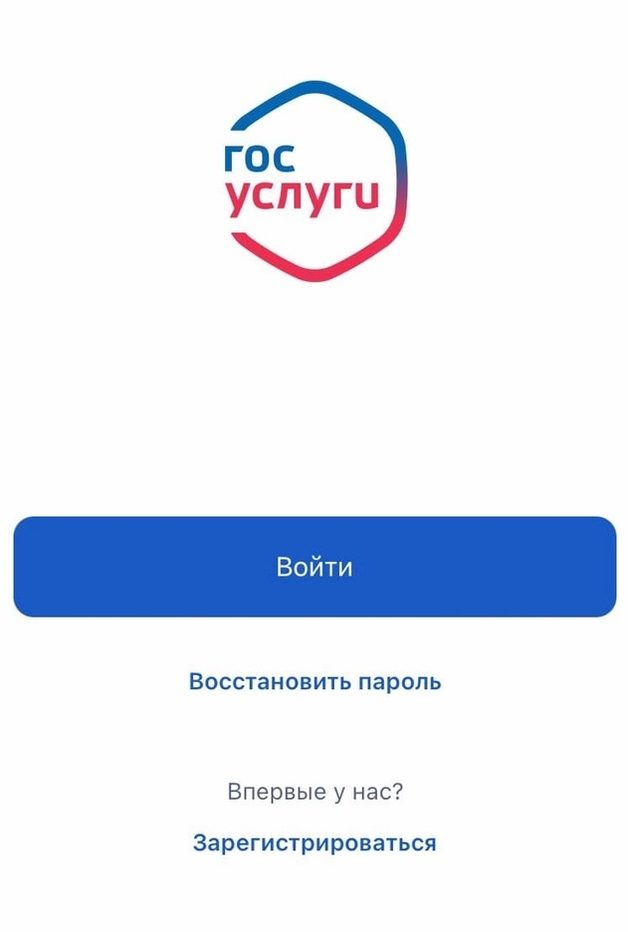 гос
услуги
Войти
Восстановить пароль
Впервые у нас?
Зарегистрироваться